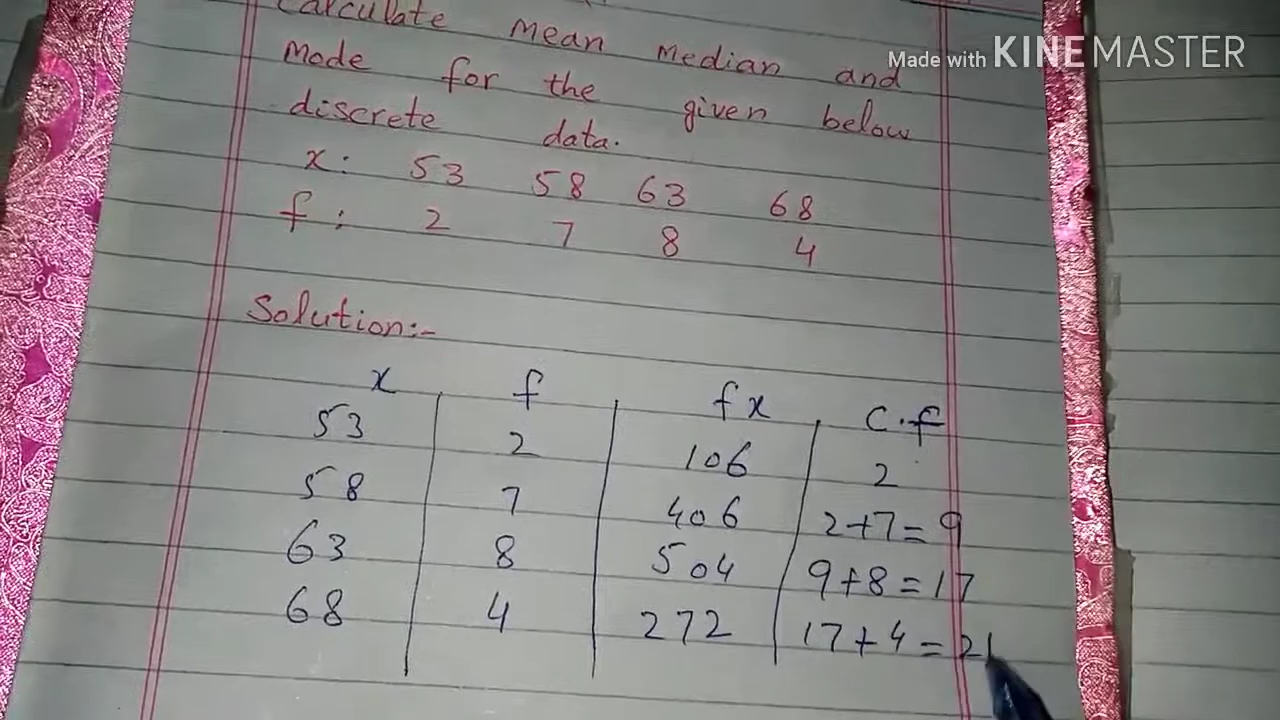 Calculate mean median and
Made with KINEMASTER
mode for the given below
discrete data.
x: 53 58 63 68
f: 2 7 8 4
Solution:-
x f fx C.f
53 2 106 2
58 7 406 2+7=9
63 8 504 9+8=17
68 4 272 17+4=21